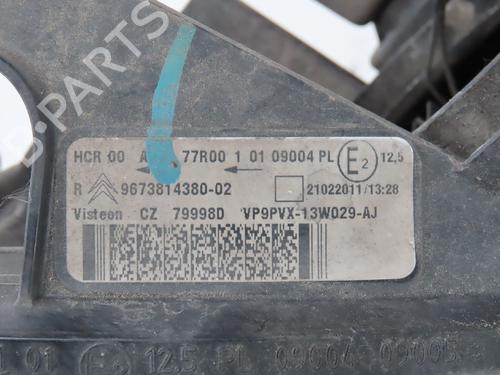 HCR 00 A 77R00 1 01 09004 PL E2 12,5
R 9673814380-02 21022011/13:28
Visteon CZ 79998D VP9PVX-13W029-AJ
01 E 12.5 PL 09004 09005
B-PARTS